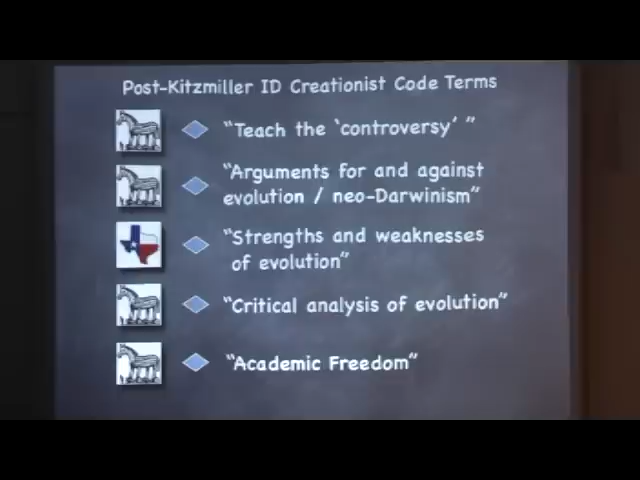 Post-Kitzmiller ID Creationist Code Terms
"Teach the 'controversy' "
"Arguments for and against
evolution / neo-Darwinism"
"Strengths and weaknesses
of evolution"
"Critical analysis of evolution"
"Academic Freedom"